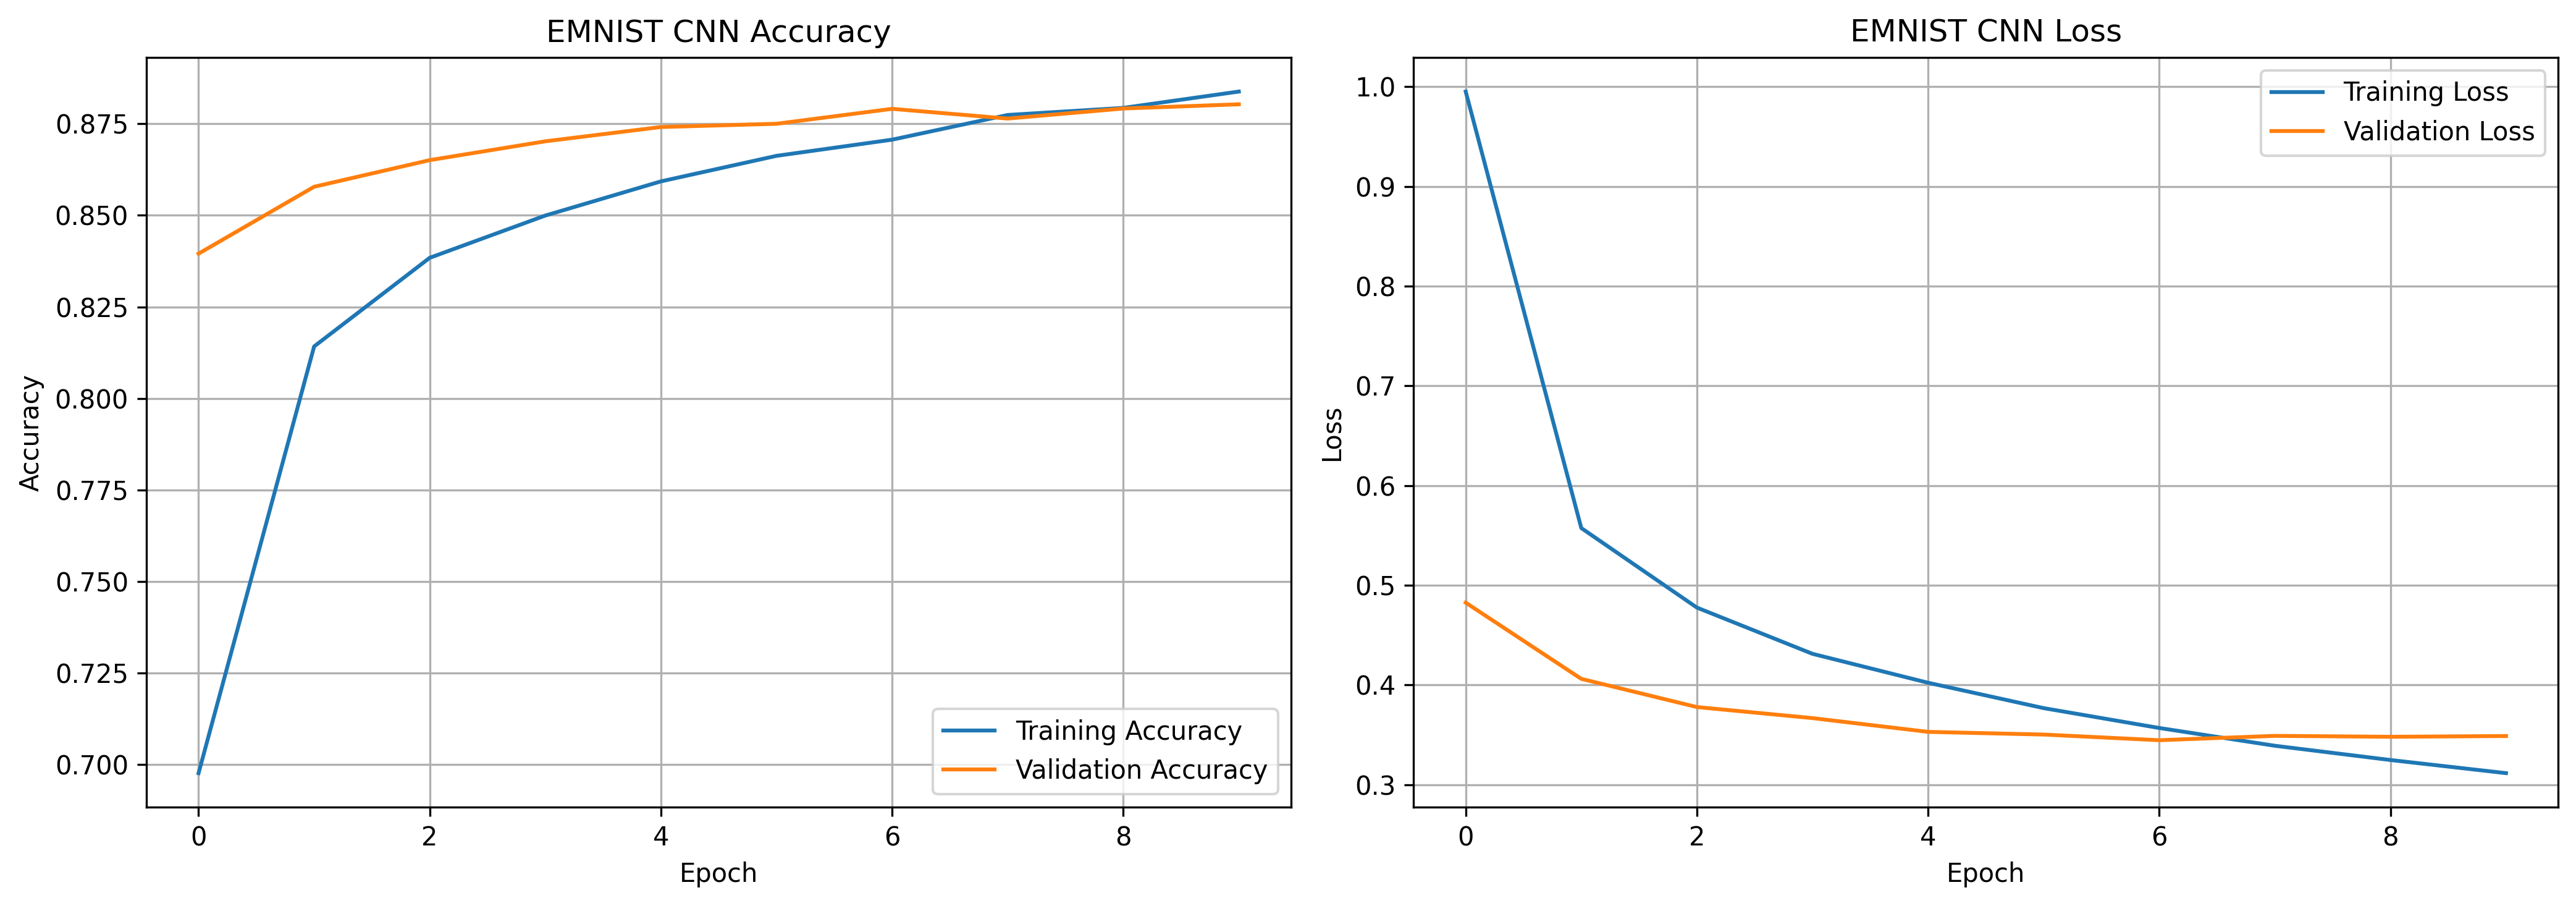 EMNIST CNN Accuracy
0.875
0.850
0.825
0.800
0.775
0.750
0.725
0.700
Accuracy
Training Accuracy
Validation Accuracy
0 2 4 6 8
Epoch
EMNIST CNN Loss
1.0
0.9
0.8
0.7
0.6
0.5
0.4
0.3
Loss
Training Loss
Validation Loss
0 2 4 6 8
Epoch